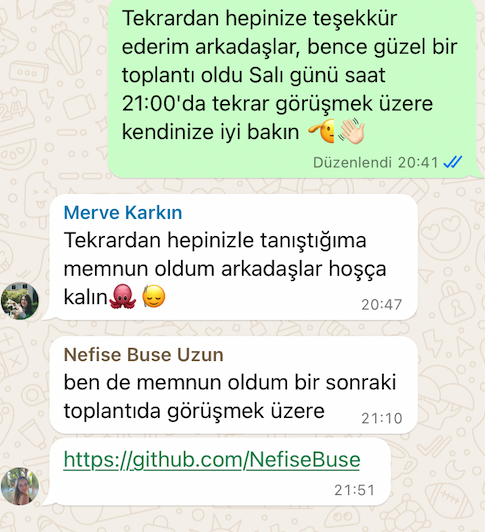 Tekrardan hepinize teşekkür
ederim arkadaşlar, bence güzel bir
toplantı oldu Salı günü saat
21:00'da tekrar görüşmek üzere
kendinize iyi bakın 🫡👋🏻
Düzenlendi 20:41
Merve Karkın
Tekrardan hepinizle tanıştığıma
memnun oldum arkadaşlar hoşça
kalın🐙😓
20:47
Nefise Buse Uzun
ben de memnun oldum bir sonraki
toplantıda görüşmek üzere
21:10
https://github.com/NefiseBuse
21:51